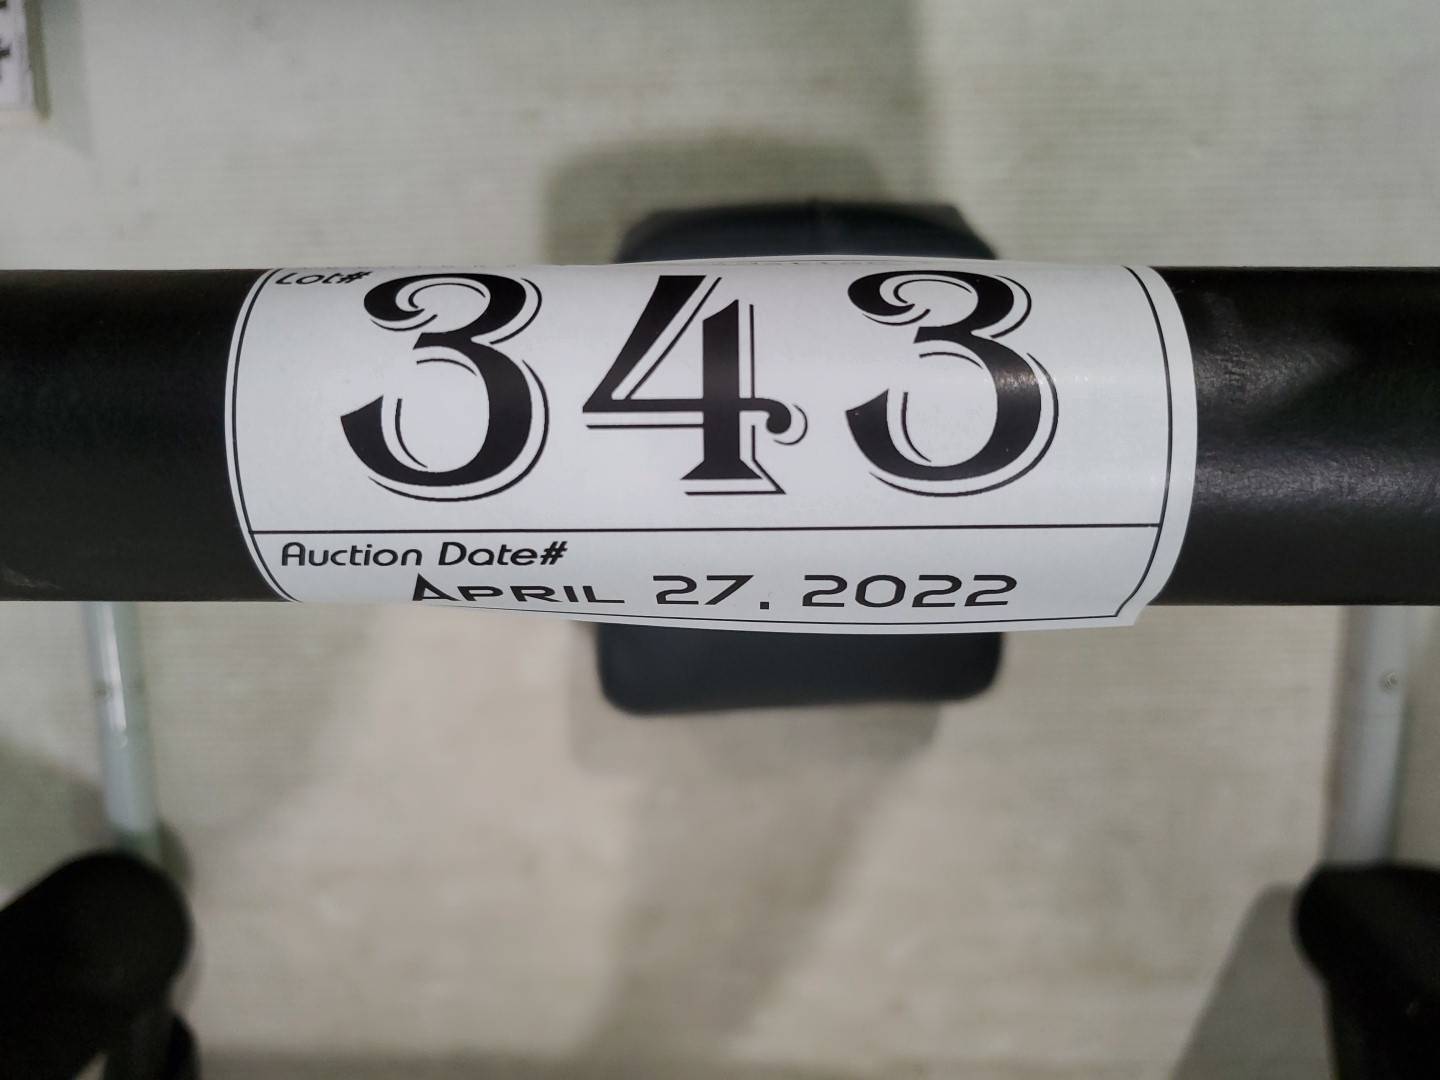 Lot#
343
Auction Date#
April 27, 2022